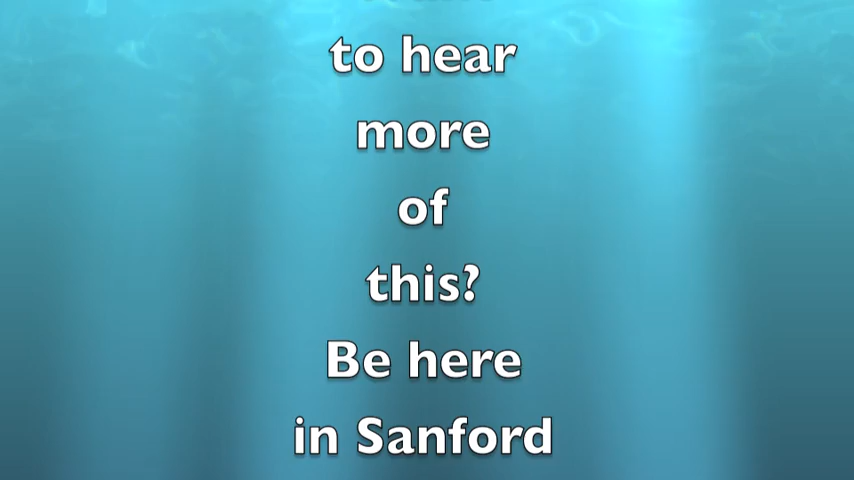 to hear
more
of
this?
Be here
in Sanford